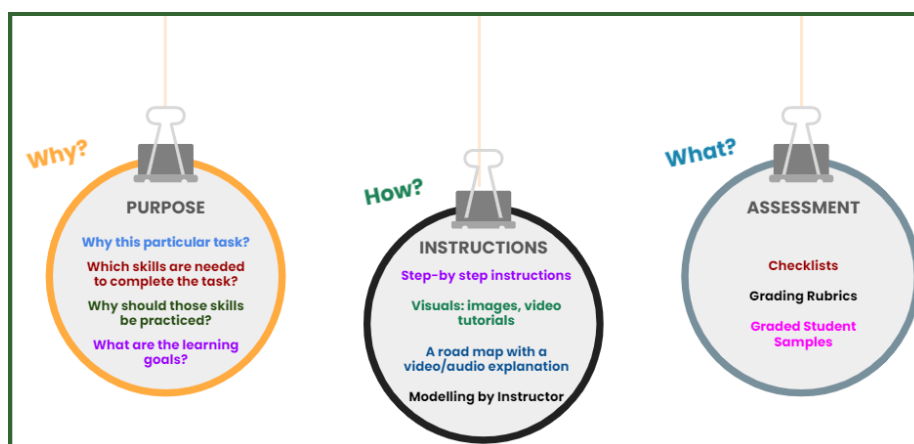 Why?
PURPOSE
Why this particular task?
Which skills are needed
to complete the task?
Why should those skills
be practiced?
What are the learning
goals?
How?
INSTRUCTIONS
Step-by step instructions
Visuals: images, video
tutorials
A road map with a
video/audio explanation
Modelling by Instructor
What?
ASSESSMENT
Checklists
Grading Rubrics
Graded Student
Samples